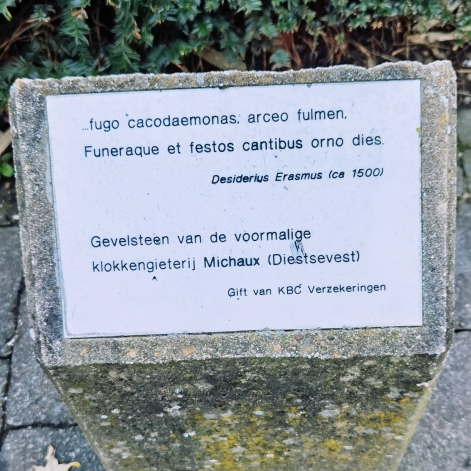 ...fugo cacodaemonas, arceo fulmen,
Funeraque et festos cantibus orno dies.
Desiderius Erasmus (ca 1500)
Gevelsteen van de voormalige
klokkengieterij Michaux (Diestsevest)
Gift van KBC Verzekeringen